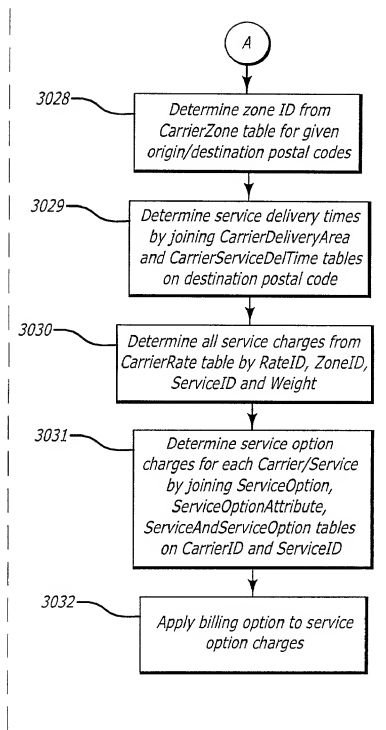 A
3028
Determine zone ID from
CarrierZone table for given
origin/destination postal codes
3029
Determine service delivery times
by joining CarrierDeliveryArea
and CarrierServiceDelTime tables
on destination postal code
3030
Determine all service charges from
CarrierRate table by RateID, ZoneID,
ServiceID and Weight
3031
Determine service option
charges for each Carrier/Service
by joining ServiceOption,
ServiceOptionAttribute,
ServiceAndServiceOption tables
on CarrierID and ServiceID
3032
Apply billing option to service
option charges